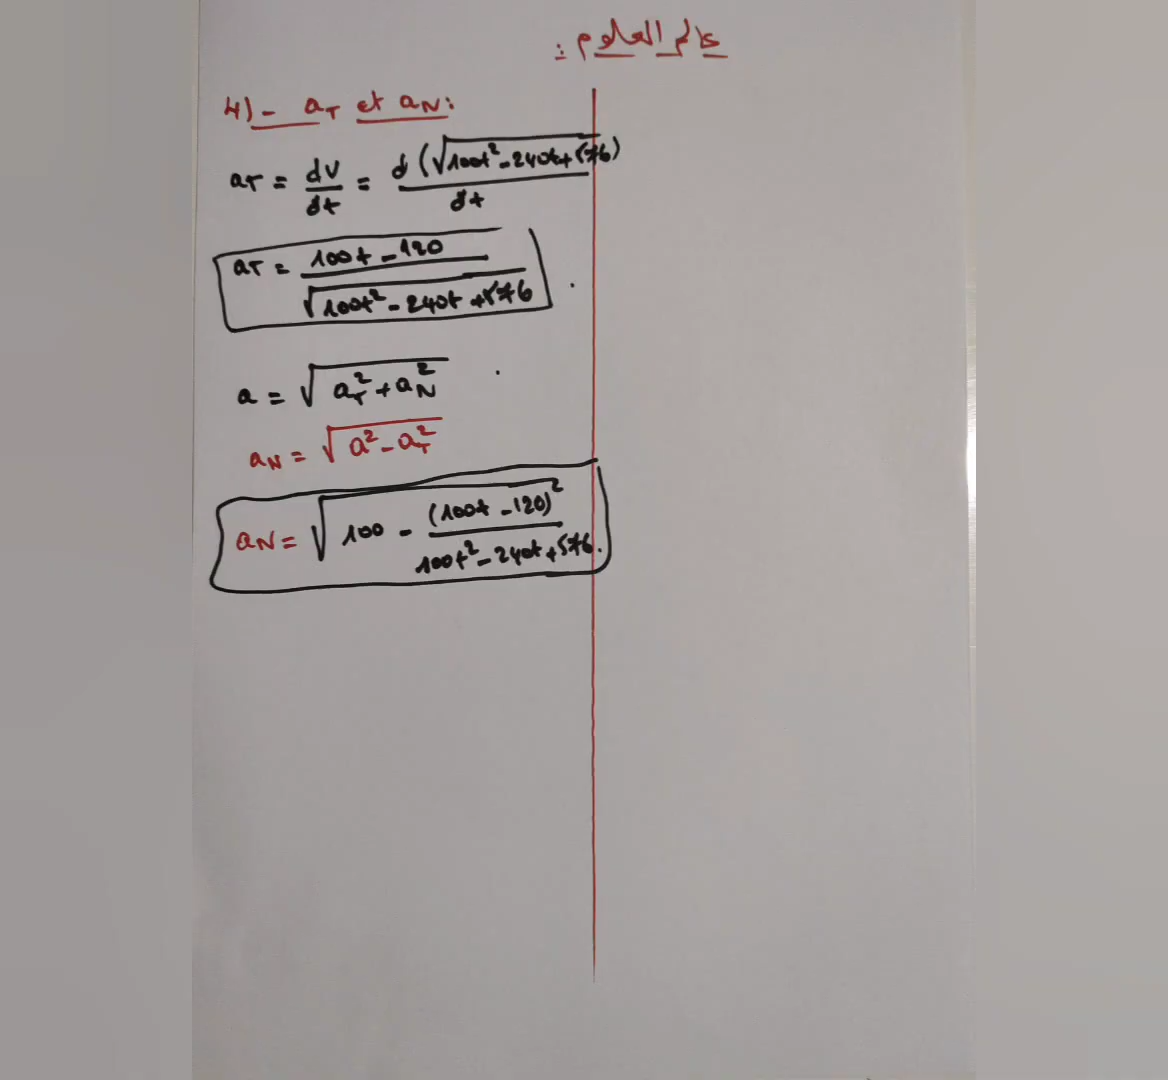 عالم العلوم :
4) - aT et aN :
aT = dV/dt = d(√(100t² - 240t + 576))/dt
aT = (100t - 120)/√(100t² - 240t + 576)
a = √(aT² + aN²)
aN = √(a² - aT²)
aN = √(100 - (100t - 120)²/(100t² - 240t + 576))